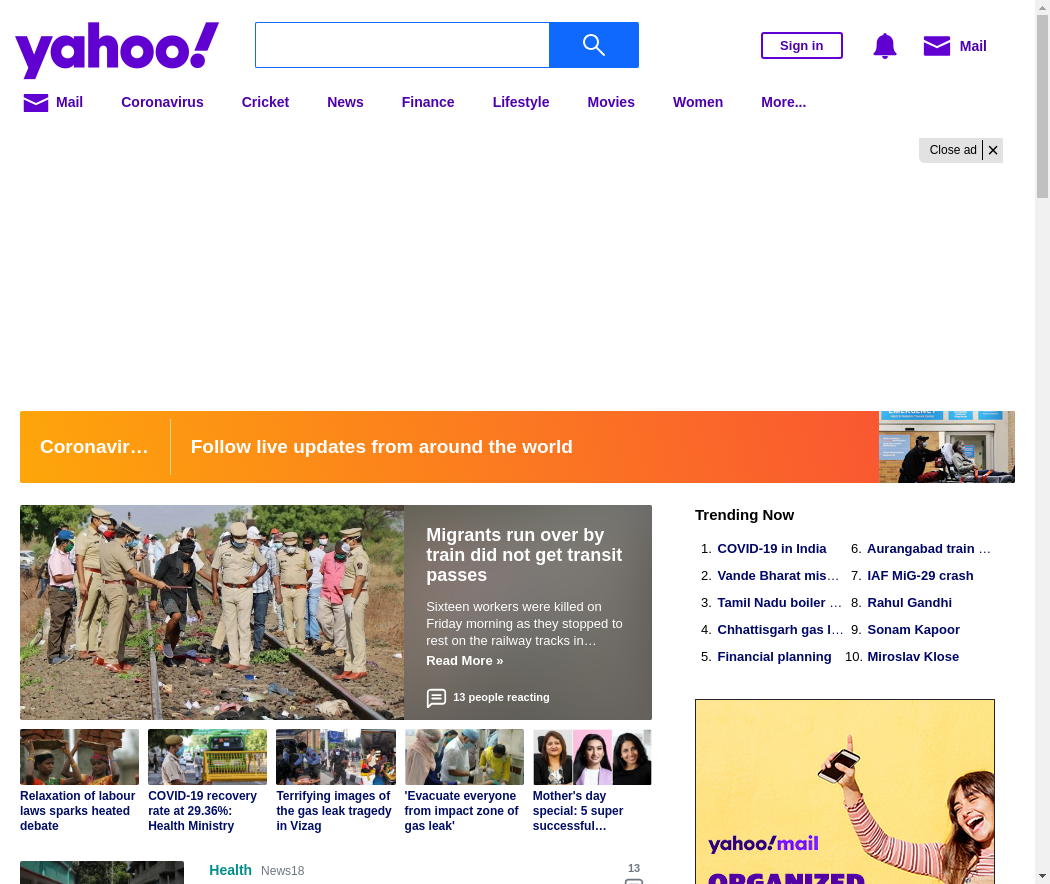 yahoo!
Sign in
Mail
Mail
Coronavirus
Cricket
News
Finance
Lifestyle
Movies
Women
More...
Close ad
Coronavir…
Follow live updates from around the world
EMERGENCY
Migrants run over by
train did not get transit
passes
Sixteen workers were killed on
Friday morning as they stopped to
rest on the railway tracks in…
Read More »
13 people reacting
Relaxation of labour
laws sparks heated
debate
COVID-19 recovery
rate at 29.36%:
Health Ministry
Terrifying images of
the gas leak tragedy
in Vizag
'Evacuate everyone
from impact zone of
gas leak'
Mother's day
special: 5 super
successful…
Health News18
13
Trending Now
1. COVID-19 in India
2. Vande Bharat mis…
3. Tamil Nadu boiler …
4. Chhattisgarh gas l…
5. Financial planning
6. Aurangabad train …
7. IAF MiG-29 crash
8. Rahul Gandhi
9. Sonam Kapoor
10. Miroslav Klose
yahoo!mail
ORGANIZED